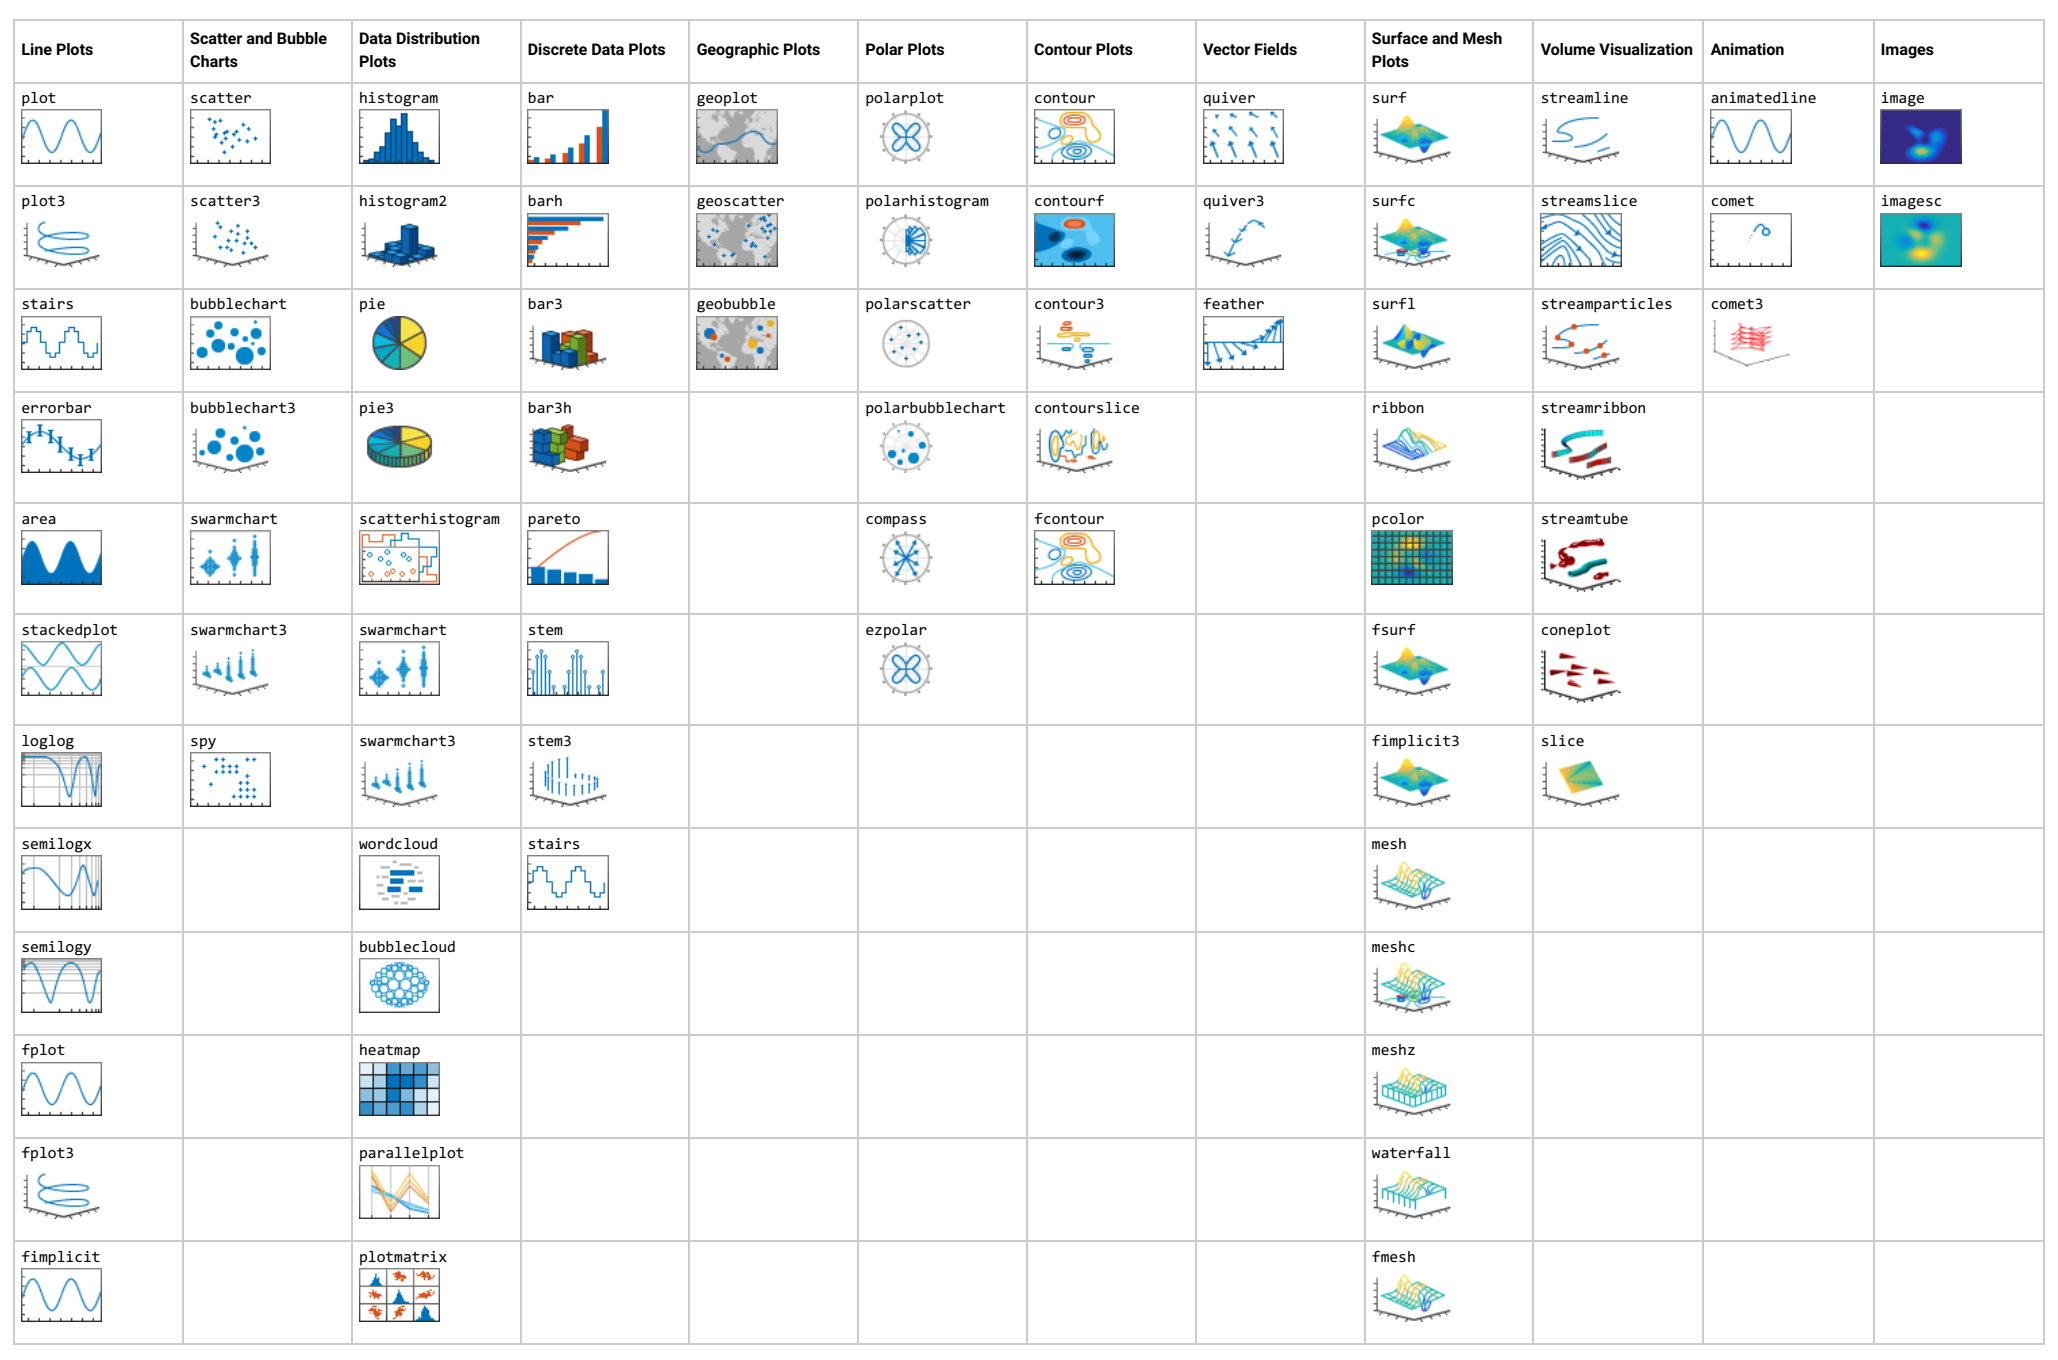 Line Plots
Scatter and Bubble
Charts
Data Distribution
Plots
Discrete Data Plots
Geographic Plots
Polar Plots
Contour Plots
Vector Fields
Surface and Mesh
Plots
Volume Visualization
Animation
Images
plot
scatter
histogram
bar
geoplot
polarplot
contour
quiver
surf
streamline
animatedline
image
plot3
scatter3
histogram2
barh
geoscatter
polarhistogram
contourf
quiver3
surfc
streamslice
comet
imagesc
stairs
bubblechart
pie
bar3
geobubble
polarscatter
contour3
feather
surfl
streamparticles
comet3
errorbar
bubblechart3
pie3
bar3h
polarbubblechart
contourslice
ribbon
streamribbon
area
swarmchart
scatterhistogram
pareto
compass
fcontour
pcolor
streamtube
stackedplot
swarmchart3
swarmchart
stem
ezpolar
fsurf
coneplot
loglog
spy
swarmchart3
stem3
fimplicit3
slice
semilogx
wordcloud
stairs
mesh
semilogy
bubblecloud
meshc
fplot
heatmap
meshz
fplot3
parallelplot
waterfall
fimplicit
plotmatrix
fmesh